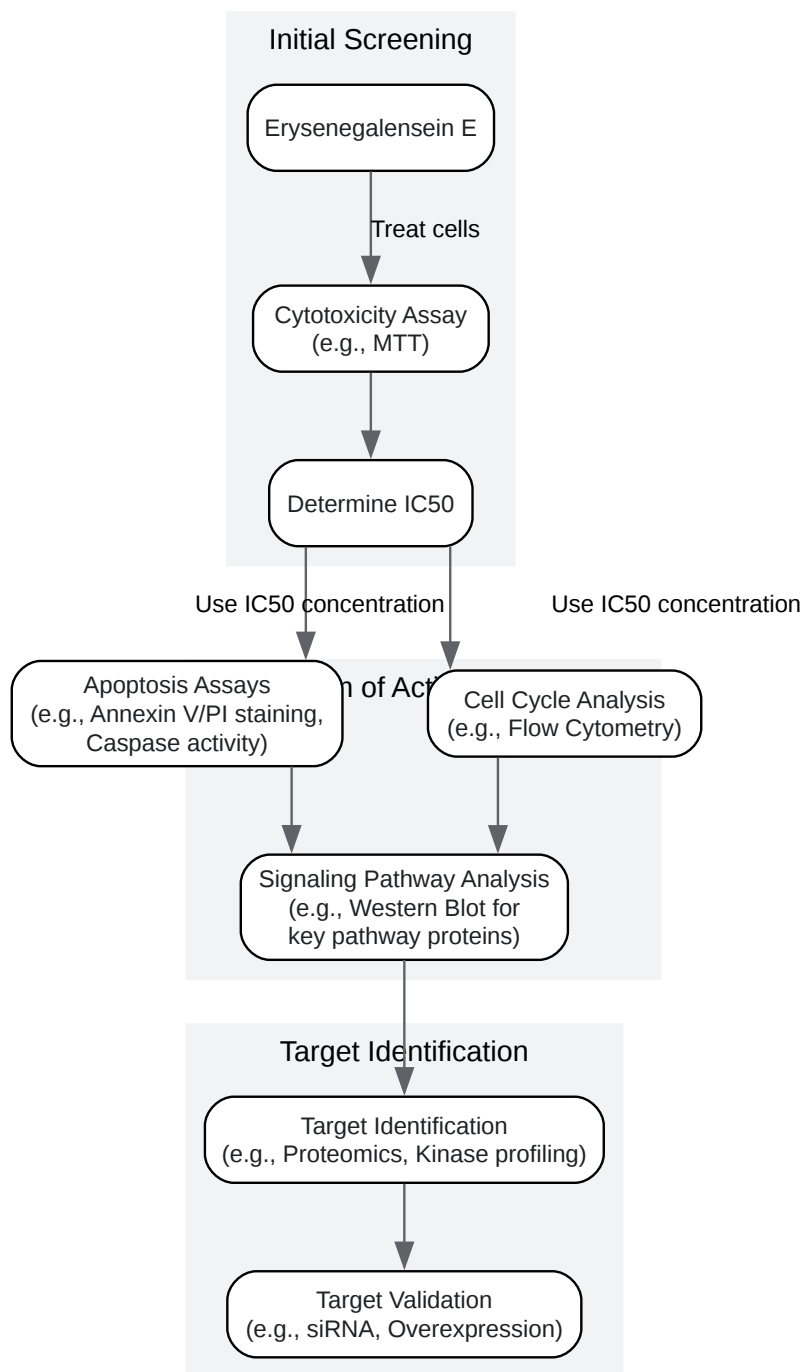 Initial Screening
Erysenegalensein E
Treat cells
Cytotoxicity Assay
(e.g., MTT)
Determine IC50
Use IC50 concentration
Use IC50 concentration
of
Apoptosis Assays
(e.g., Annexin V/PI staining,
Caspase activity)
Cell Cycle Analysis
(e.g., Flow Cytometry)
Signaling Pathway Analysis
(e.g., Western Blot for
key pathway proteins)
Target Identification
Target Identification
(e.g., Proteomics, Kinase profiling)
Target Validation
(e.g., siRNA, Overexpression)